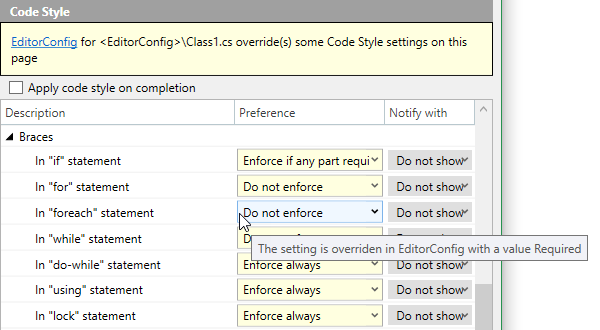 Code Style
EditorConfig for <EditorConfig>\Class1.cs override(s) some Code Style settings on this
page
Apply code style on completion
Description Preference Notify with
Braces
In "if" statement Enforce if any part requi Do not show
In "for" statement Do not enforce Do not show
In "foreach" statement Do not enforce Do not show
In "while" statement
The setting is overriden in EditorConfig with a value Required
In "do-while" statement Enforce always Do not show
In "using" statement Enforce always Do not show
In "lock" statement Enforce always Do not show